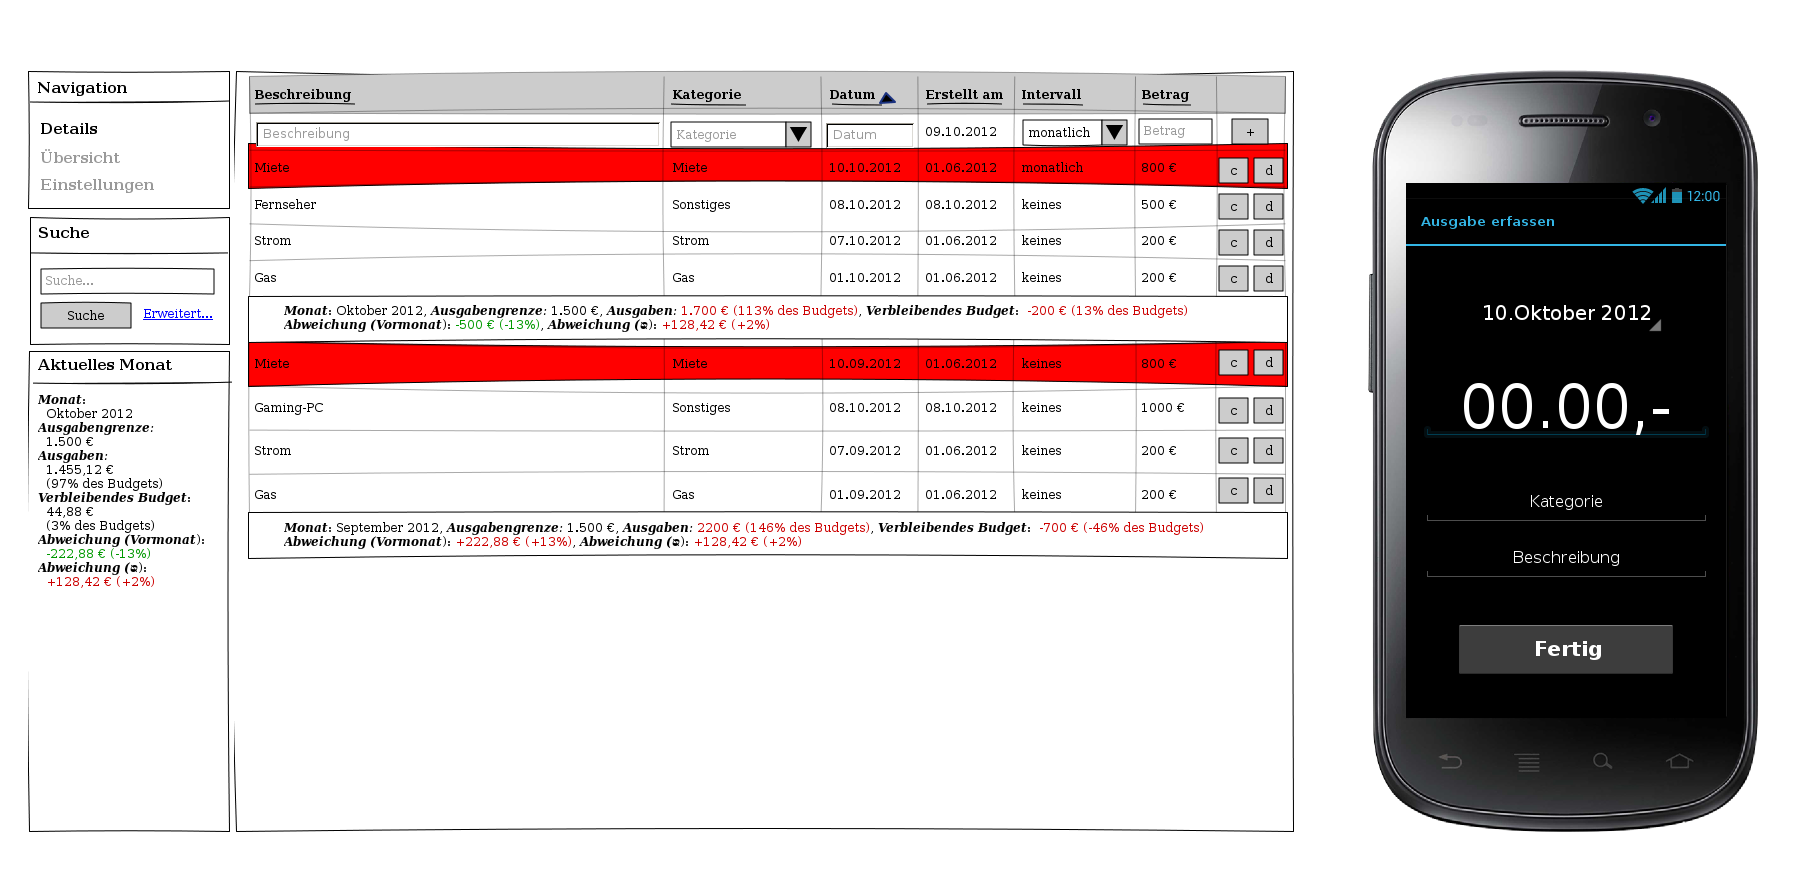 Navigation
Details
Übersicht
Einstellungen
Suche
Suche...
Suche Erweitert...
Aktuelles Monat
Monat:
Oktober 2012
Ausgabengrenze:
1.500 €
Ausgaben:
1.455,12 €
(97% des Budgets)
Verbleibendes Budget:
44,88 €
(3% des Budgets)
Abweichung (Vormonat):
-222,88 € (-13%)
Abweichung ():
+128,42 € (+2%)
Beschreibung Kategorie Datum Erstellt am Intervall Betrag
Beschreibung Kategorie Datum 09.10.2012 monatlich Betrag +
Miete Miete 10.10.2012 01.06.2012 monatlich 800 € c d
Fernseher Sonstiges 08.10.2012 08.10.2012 keines 500 € c d
Strom Strom 07.10.2012 01.06.2012 keines 200 € c d
Gas Gas 01.10.2012 01.06.2012 keines 200 € c d
Monat: Oktober 2012, Ausgabengrenze: 1.500 €, Ausgaben: 1.700 € (113% des Budgets), Verbleibendes Budget: -200 € (13% des Budgets)
Abweichung (Vormonat): -500 € (-13%), Abweichung (): +128,42 € (+2%)
Miete Miete 10.09.2012 01.06.2012 keines 800 € c d
Gaming-PC Sonstiges 08.10.2012 08.10.2012 keines 1000 € c d
Strom Strom 07.09.2012 01.06.2012 keines 200 € c d
Gas Gas 01.09.2012 01.06.2012 keines 200 € c d
Monat: September 2012, Ausgabengrenze: 1.500 €, Ausgaben: 2200 € (146% des Budgets), Verbleibendes Budget: -700 € (-46% des Budgets)
Abweichung (Vormonat): +222,88 € (+13%), Abweichung (): +128,42 € (+2%)
12:00
Ausgabe erfassen
10.Oktober 2012
00.00,-
Kategorie
Beschreibung
Fertig